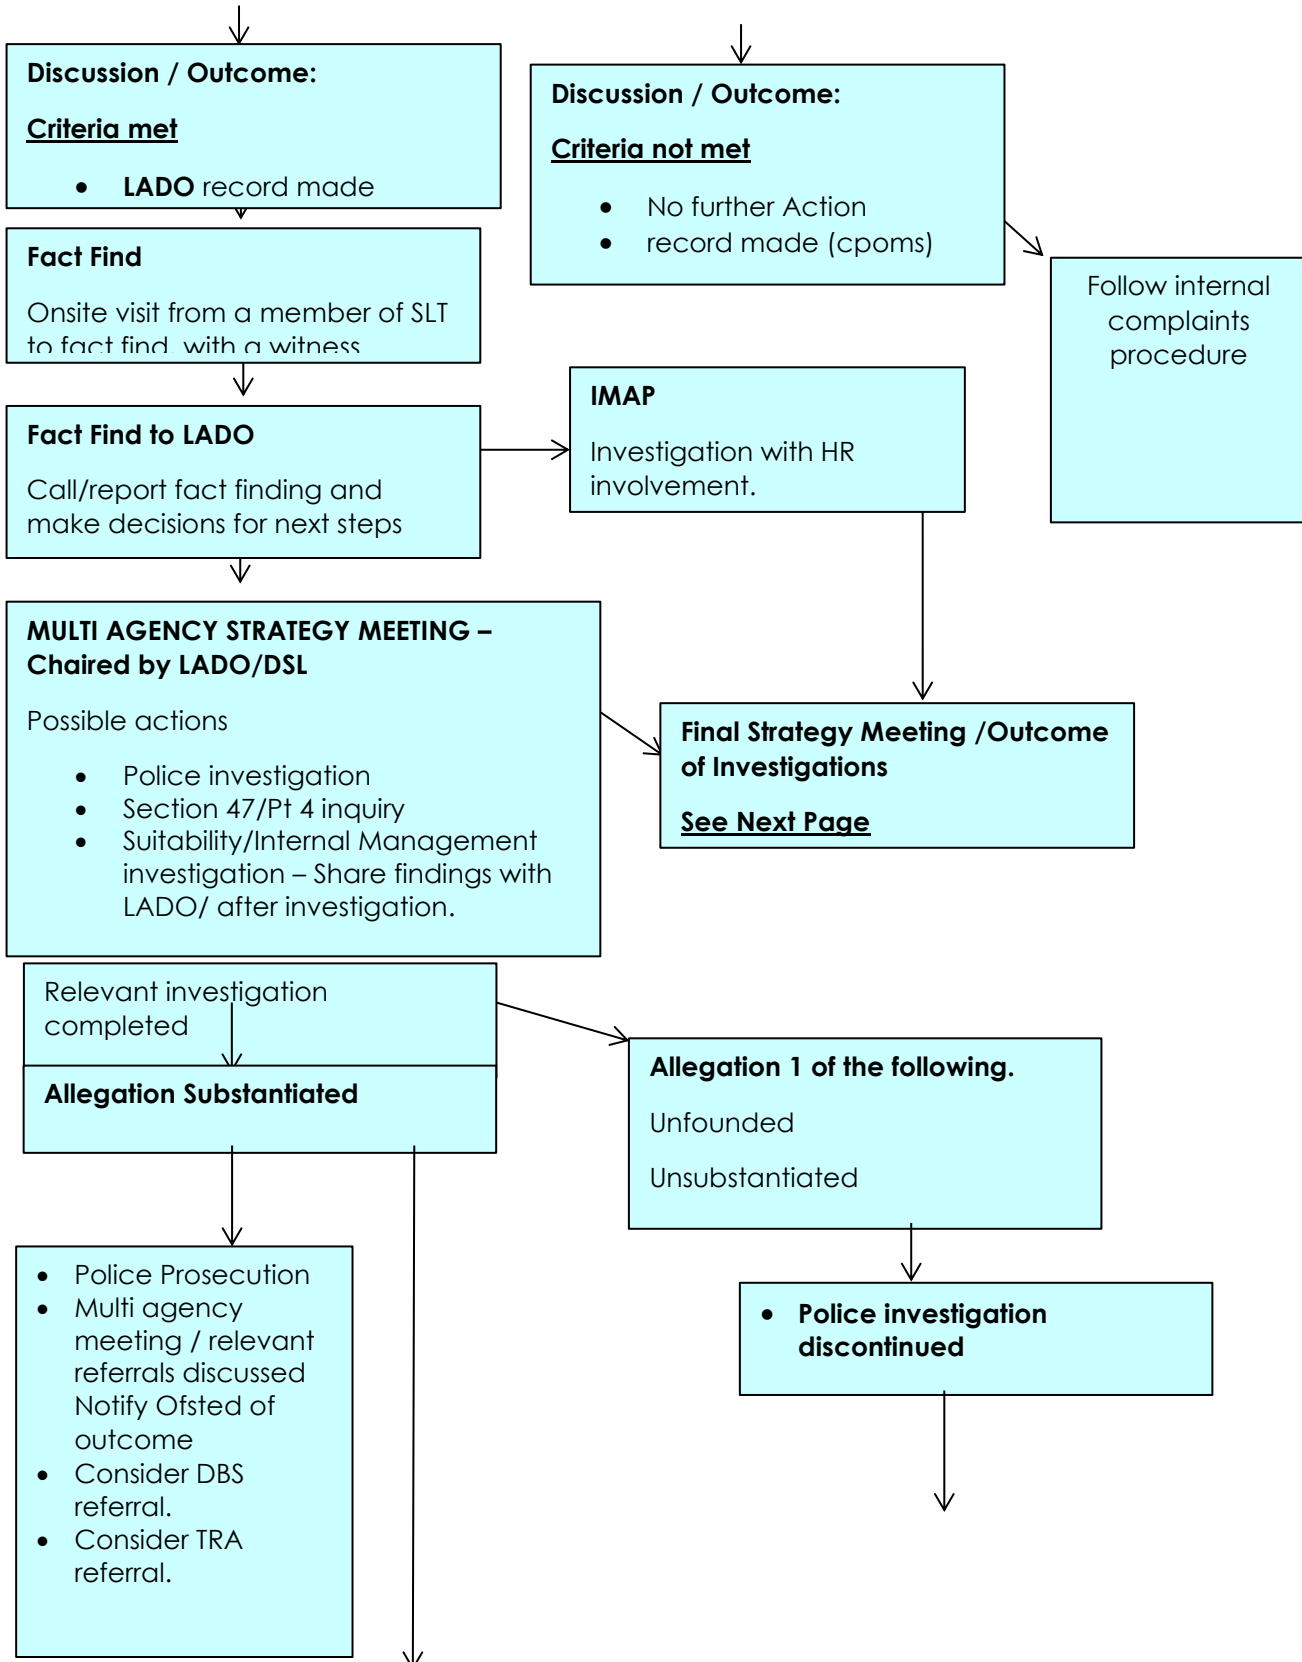 Discussion / Outcome:
Criteria met
• LADO record made
Discussion / Outcome:
Criteria not met
• No further Action
• record made (cpoms)
Fact Find
Onsite visit from a member of SLT
to fact find, with a witness
Follow internal
complaints
procedure
Fact Find to LADO
Call/report fact finding and
make decisions for next steps
IMAP
Investigation with HR
involvement.
MULTI AGENCY STRATEGY MEETING –
Chaired by LADO/DSL
Possible actions
• Police investigation
• Section 47/Pt 4 inquiry
• Suitability/Internal Management
investigation – Share findings with
LADO/ after investigation.
Final Strategy Meeting /Outcome
of Investigations
See Next Page
Relevant investigation
completed
Allegation Substantiated
Allegation 1 of the following.
Unfounded
Unsubstantiated
• Police Prosecution
• Multi agency
meeting / relevant
referrals discussed
Notify Ofsted of
outcome
• Consider DBS
referral.
• Consider TRA
referral.
• Police investigation
discontinued